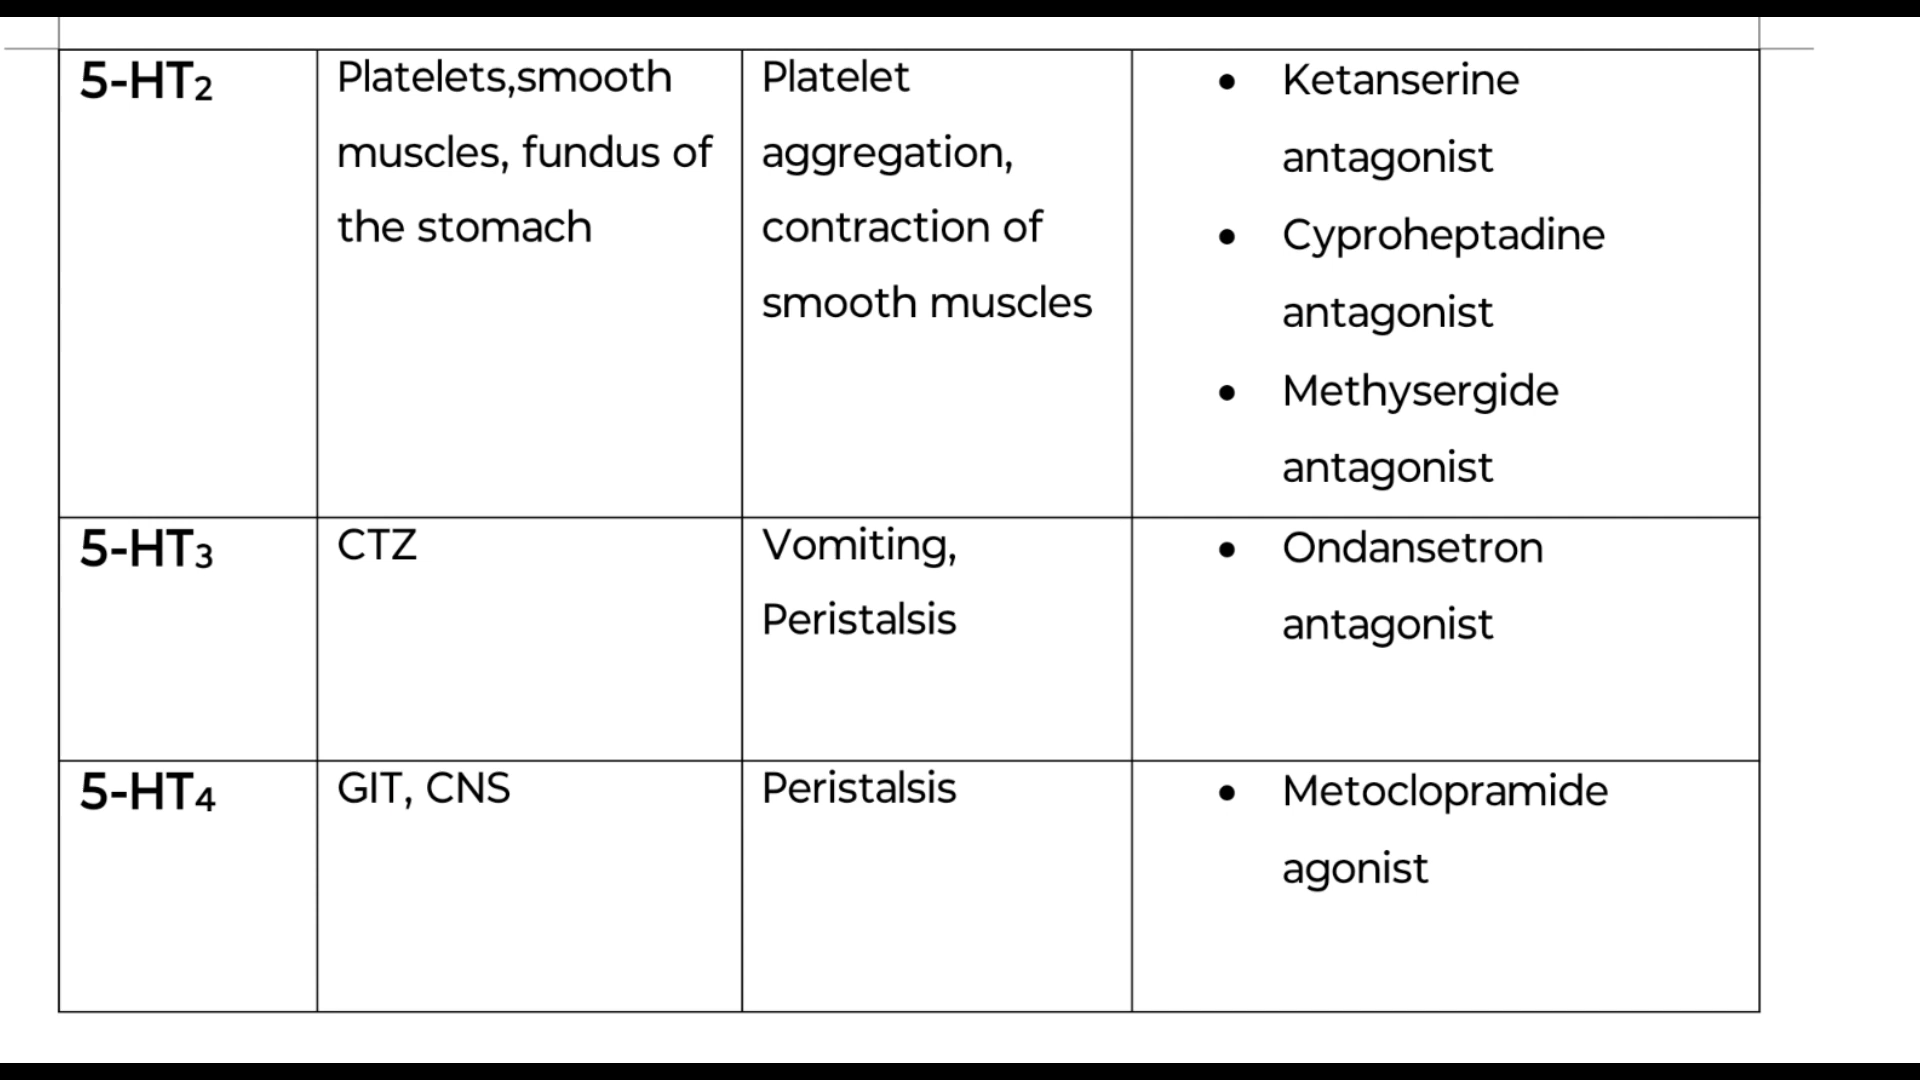 5-HT₂
Platelets,smooth
muscles, fundus of
the stomach
Platelet
aggregation,
contraction of
smooth muscles
• Ketanserine
antagonist
• Cyproheptadine
antagonist
• Methysergide
antagonist
5-HT₃
CTZ
Vomiting,
Peristalsis
• Ondansetron
antagonist
5-HT₄
GIT, CNS
Peristalsis
• Metoclopramide
agonist